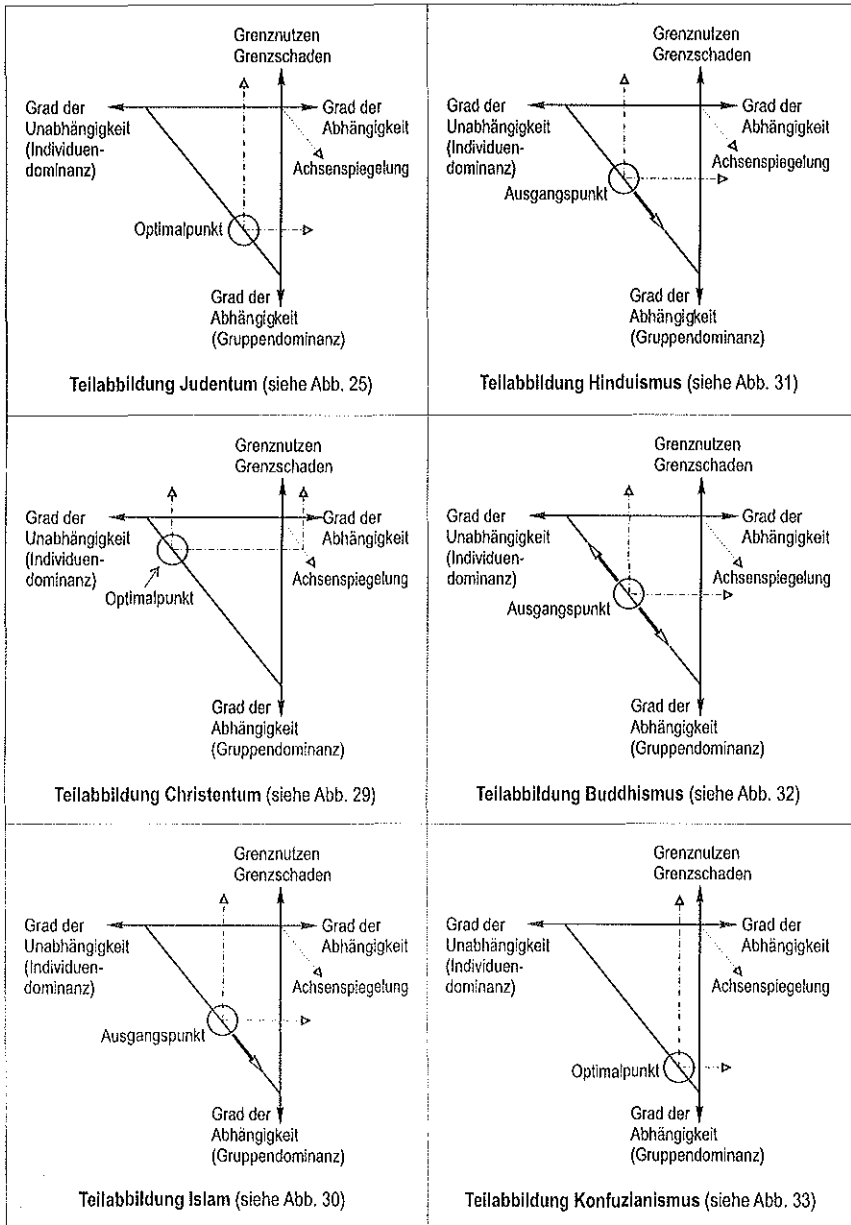 Grenznutzen
Grenzschaden
Grad der
Unabhängigkeit
(Individuen-
dominanz)
Grad der
Abhängigkeit
Achsenspiegelung
Optimalpunkt
Grad der
Abhängigkeit
(Gruppendominanz)
Teilabbildung Judentum (siehe Abb. 25)
Grenznutzen
Grenzschaden
Grad der
Unabhängigkeit
(Individuen-
dominanz)
Grad der
Abhängigkeit
Achsenspiegelung
Ausgangspunkt
Grad der
Abhängigkeit
(Gruppendominanz)
Teilabbildung Hinduismus (siehe Abb. 31)
Grenznutzen
Grenzschaden
Grad der
Unabhängigkeit
(Individuen-
dominanz)
Grad der
Abhängigkeit
Achsenspiegelung
Optimalpunkt
Grad der
Abhängigkeit
(Gruppendominanz)
Teilabbildung Christentum (siehe Abb. 29)
Grenznutzen
Grenzschaden
Grad der
Unabhängigkeit
(Individuen-
dominanz)
Grad der
Abhängigkeit
Achsenspiegelung
Ausgangspunkt
Grad der
Abhängigkeit
(Gruppendominanz)
Teilabbildung Buddhismus (siehe Abb. 32)
Grenznutzen
Grenzschaden
Grad der
Unabhängigkeit
(Individuen-
dominanz)
Grad der
Abhängigkeit
Achsenspiegelung
Ausgangspunkt
Grad der
Abhängigkeit
(Gruppendominanz)
Teilabbildung Islam (siehe Abb. 30)
Grenznutzen
Grenzschaden
Grad der
Unabhängigkeit
(Individuen-
dominanz)
Grad der
Abhängigkeit
Achsenspiegelung
Optimalpunkt
Grad der
Abhängigkeit
(Gruppendominanz)
Teilabbildung Konfuzianismus (siehe Abb. 33)